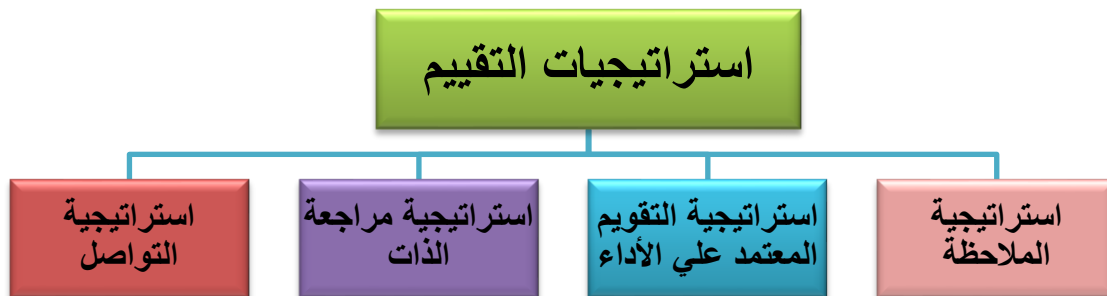 استراتيجيات التقييم
استراتيجية
الملاحظة
استراتيجية التقويم
المعتمد علي الأداء
استراتيجية مراجعة
الذات
استراتيجية
التواصل